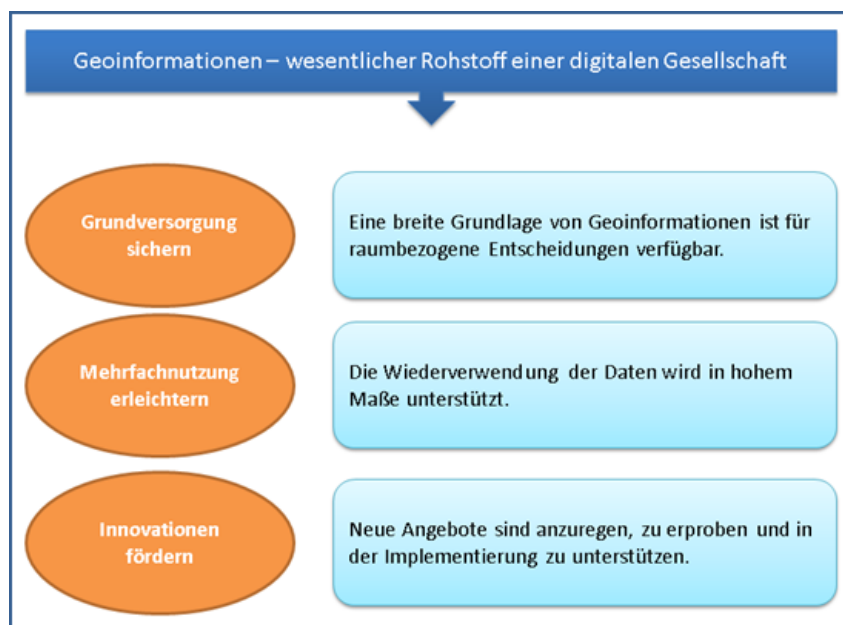 Geoinformationen – wesentlicher Rohstoff einer digitalen Gesellschaft
Grundversorgung
sichern
Eine breite Grundlage von Geoinformationen ist für
raumbezogene Entscheidungen verfügbar.
Mehrfachnutzung
erleichtern
Die Wiederverwendung der Daten wird in hohem
Maße unterstützt.
Innovationen
fördern
Neue Angebote sind anzuregen, zu erproben und in
der Implementierung zu unterstützen.